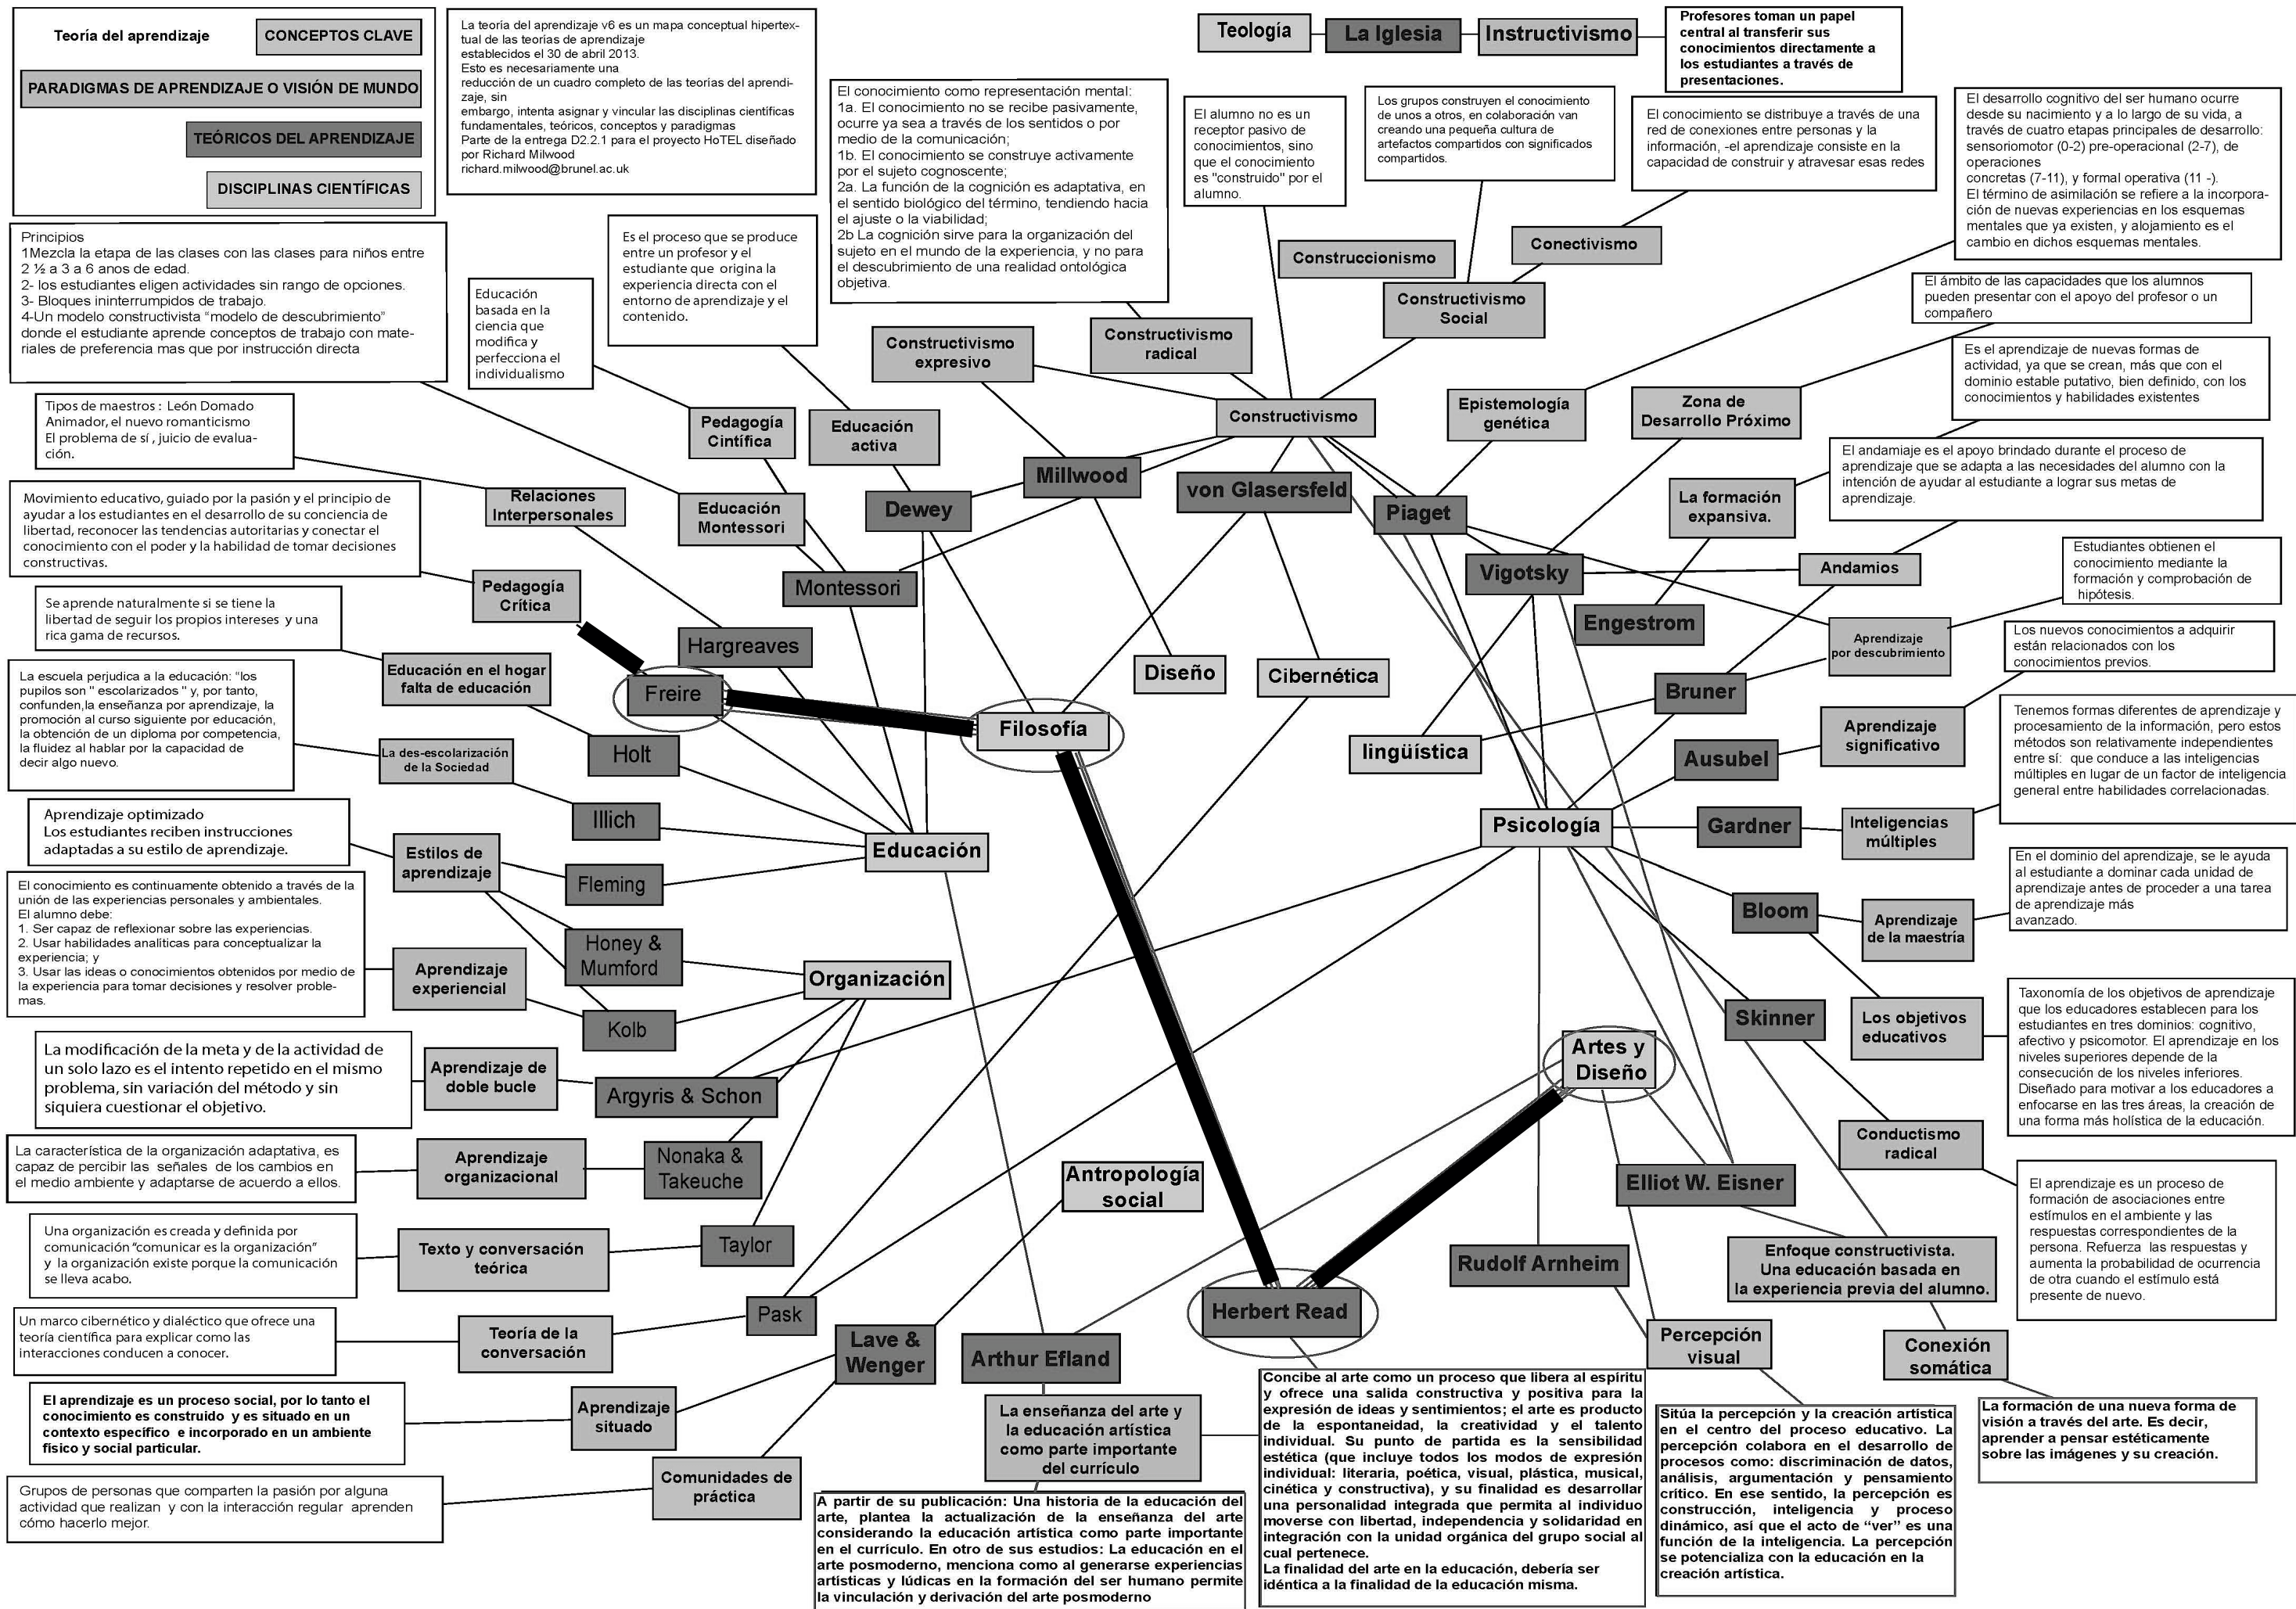 Teoría del aprendizaje
CONCEPTOS CLAVE
PARADIGMAS DE APRENDIZAJE O VISIÓN DE MUNDO
TEÓRICOS DEL APRENDIZAJE
DISCIPLINAS CIENTÍFICAS
La teoría del aprendizaje v6 es un mapa conceptual hipertex-
tual de las teorías de aprendizaje
establecidos el 30 de abril 2013.
Esto es necesariamente una
reducción de un cuadro completo de las teorías del aprendi-
zaje, sin
embargo, intenta asignar y vincular las disciplinas científicas
fundamentales, teóricos, conceptos y paradigmas
Parte de la entrega D2.2.1 para el proyecto HoTEL diseñado
por Richard Milwood
richard.milwood@brunel.ac.uk
Teología
La Iglesia
Instructivismo
Profesores toman un papel
central al transferir sus
conocimientos directamente a
los estudiantes a través de
presentaciones.
El conocimiento como representación mental:
1a. El conocimiento no se recibe pasivamente,
ocurre ya sea a través de los sentidos o por
medio de la comunicación;
1b. El conocimiento se construye activamente
por el sujeto cognoscente;
2a. La función de la cognición es adaptativa, en
el sentido biológico del término, tendiendo hacia
el ajuste o la viabilidad;
2b La cognición sirve para la organización del
sujeto en el mundo de la experiencia, y no para
el descubrimiento de una realidad ontológica
objetiva.
El alumno no es un
receptor pasivo de
conocimientos, sino
que el conocimiento
es "construido" por el
alumno.
Los grupos construyen el conocimiento
de unos a otros, en colaboración van
creando una pequeña cultura de
artefactos compartidos con significados
compartidos.
El conocimiento se distribuye a través de una
red de conexiones entre personas y la
información, -el aprendizaje consiste en la
capacidad de construir y atravesar esas redes
El desarrollo cognitivo del ser humano ocurre
desde su nacimiento y a lo largo de su vida, a
través de cuatro etapas principales de desarrollo:
sensoriomotor (0-2) pre-operacional (2-7), de
operaciones
concretas (7-11), y formal operativa (11 -).
El término de asimilación se refiere a la incorpora-
ción de nuevas experiencias en los esquemas
mentales que ya existen, y alojamiento es el
cambio en dichos esquemas mentales.
Principios
1Mezcla la etapa de las clases con las clases para niños entre
2 ½ a 3 a 6 anos de edad.
2- los estudiantes eligen actividades sin rango de opciones.
3- Bloques ininterrumpidos de trabajo.
4-Un modelo constructivista “modelo de descubrimiento”
donde el estudiante aprende conceptos de trabajo con mate-
riales de preferencia mas que por instrucción directa
Educación
basada en la
ciencia que
modifica y
perfecciona el
individualismo
Es el proceso que se produce
entre un profesor y el
estudiante que origina la
experiencia directa con el
entorno de aprendizaje y el
contenido.
Construccionismo
Conectivismo
Constructivismo
Social
Constructivismo
radical
Constructivismo
expresivo
El ámbito de las capacidades que los alumnos
pueden presentar con el apoyo del profesor o un
compañero
Es el aprendizaje de nuevas formas de
actividad, ya que se crean, más que con el
dominio estable putativo, bien definido, con los
conocimientos y habilidades existentes
Tipos de maestros : León Domado
Animador, el nuevo romanticismo
El problema de sí , juicio de evalua-
ción.
Pedagogía
Cintífica
Educación
activa
Constructivismo
Epistemología
genética
Zona de
Desarrollo Próximo
El andamiaje es el apoyo brindado durante el proceso de
aprendizaje que se adapta a las necesidades del alumno con la
intención de ayudar al estudiante a lograr sus metas de
aprendizaje.
Movimiento educativo, guiado por la pasión y el principio de
ayudar a los estudiantes en el desarrollo de su conciencia de
libertad, reconocer las tendencias autoritarias y conectar el
conocimiento con el poder y la habilidad de tomar decisiones
constructivas.
Relaciones
Interpersonales
Educación
Montessori
Dewey
Millwood
von Glasersfeld
Piaget
La formación
expansiva.
Vigotsky
Andamios
Estudiantes obtienen el
conocimiento mediante la
formación y comprobación de
hipótesis.
Pedagogía
Crítica
Montessori
Engestrom
Se aprende naturalmente si se tiene la
libertad de seguir los propios intereses y una
rica gama de recursos.
Hargreaves
Aprendizaje
por descubrimiento
Los nuevos conocimientos a adquirir
están relacionados con los
conocimientos previos.
Educación en el hogar
falta de educación
Freire
Diseño
Cibernética
Bruner
La escuela perjudica a la educación: “los
pupilos son " escolarizados " y, por tanto,
confunden,la enseñanza por aprendizaje, la
promoción al curso siguiente por educación,
la obtención de un diploma por competencia,
la fluidez al hablar por la capacidad de
decir algo nuevo.
Filosofía
lingüística
Ausubel
Aprendizaje
significativo
Tenemos formas diferentes de aprendizaje y
procesamiento de la información, pero estos
métodos son relativamente independientes
entre sí: que conduce a las inteligencias
múltiples en lugar de un factor de inteligencia
general entre habilidades correlacionadas.
La des-escolarización
de la Sociedad
Holt
Illich
Psicología
Gardner
Inteligencias
múltiples
Aprendizaje optimizado
Los estudiantes reciben instrucciones
adaptadas a su estilo de aprendizaje.
Estilos de
aprendizaje
Educación
Fleming
En el dominio del aprendizaje, se le ayuda
al estudiante a dominar cada unidad de
aprendizaje antes de proceder a una tarea
de aprendizaje más
avanzado.
El conocimiento es continuamente obtenido a través de la
unión de las experiencias personales y ambientales.
El alumno debe:
1. Ser capaz de reflexionar sobre las experiencias.
2. Usar habilidades analíticas para conceptualizar la
experiencia; y
3. Usar las ideas o conocimientos obtenidos por medio de
la experiencia para tomar decisiones y resolver proble-
mas.
Bloom
Aprendizaje
de la maestría
Honey &
Mumford
Aprendizaje
experiencial
Organización
Kolb
Skinner
Los objetivos
educativos
Taxonomía de los objetivos de aprendizaje
que los educadores establecen para los
estudiantes en tres dominios: cognitivo,
afectivo y psicomotor. El aprendizaje en los
niveles superiores depende de la
consecución de los niveles inferiores.
Diseñado para motivar a los educadores a
enfocarse en las tres áreas, la creación de
una forma más holística de la educación.
La modificación de la meta y de la actividad de
un solo lazo es el intento repetido en el mismo
problema, sin variación del método y sin
siquiera cuestionar el objetivo.
Aprendizaje de
doble bucle
Argyris & Schon
Artes y
Diseño
La característica de la organización adaptativa, es
capaz de percibir las señales de los cambios en
el medio ambiente y adaptarse de acuerdo a ellos.
Aprendizaje
organizacional
Nonaka &
Takeuche
Antropología
social
Elliot W. Eisner
Conductismo
radical
El aprendizaje es un proceso de
formación de asociaciones entre
estímulos en el ambiente y las
respuestas correspondientes de la
persona. Refuerza las respuestas y
aumenta la probabilidad de ocurrencia
de otra cuando el estímulo está
presente de nuevo.
Una organización es creada y definida por
comunicación “comunicar es la organización”
y la organización existe porque la comunicación
se lleva acabo.
Texto y conversación
teórica
Taylor
Rudolf Arnheim
Enfoque constructivista.
Una educación basada en
la experiencia previa del alumno.
Un marco cibernético y dialéctico que ofrece una
teoría científica para explicar como las
interacciones conducen a conocer.
Teoría de la
conversación
Pask
Herbert Read
Lave &
Wenger
Arthur Efland
Percepción
visual
Conexión
somática
El aprendizaje es un proceso social, por lo tanto el
conocimiento es construido y es situado en un
contexto especifico e incorporado en un ambiente
físico y social particular.
Aprendizaje
situado
La enseñanza del arte y
la educación artística
como parte importante
del currículo
Concibe al arte como un proceso que libera al espíritu
y ofrece una salida constructiva y positiva para la
expresión de ideas y sentimientos; el arte es producto
de la espontaneidad, la creatividad y el talento
individual. Su punto de partida es la sensibilidad
estética (que incluye todos los modos de expresión
individual: literaria, poética, visual, plástica, musical,
cinética y constructiva), y su finalidad es desarrollar
una personalidad integrada que permita al individuo
moverse con libertad, independencia y solidaridad en
integración con la unidad orgánica del grupo social al
cual pertenece.
La finalidad del arte en la educación, debería ser
idéntica a la finalidad de la educación misma.
Sitúa la percepción y la creación artística
en el centro del proceso educativo. La
percepción colabora en el desarrollo de
procesos como: discriminación de datos,
análisis, argumentación y pensamiento
crítico. En ese sentido, la percepción es
construcción, inteligencia y proceso
dinámico, así que el acto de “ver” es una
función de la inteligencia. La percepción
se potencializa con la educación en la
creación artística.
La formación de una nueva forma de
visión a través del arte. Es decir,
aprender a pensar estéticamente
sobre las imágenes y su creación.
Grupos de personas que comparten la pasión por alguna
actividad que realizan y con la interacción regular aprenden
cómo hacerlo mejor.
Comunidades de
práctica
A partir de su publicación: Una historia de la educación del
arte, plantea la actualización de la enseñanza del arte
considerando la educación artística como parte importante
en el currículo. En otro de sus estudios: La educación en el
arte posmoderno, menciona como al generarse experiencias
artísticas y lúdicas en la formación del ser humano permite
la vinculación y derivación del arte posmoderno